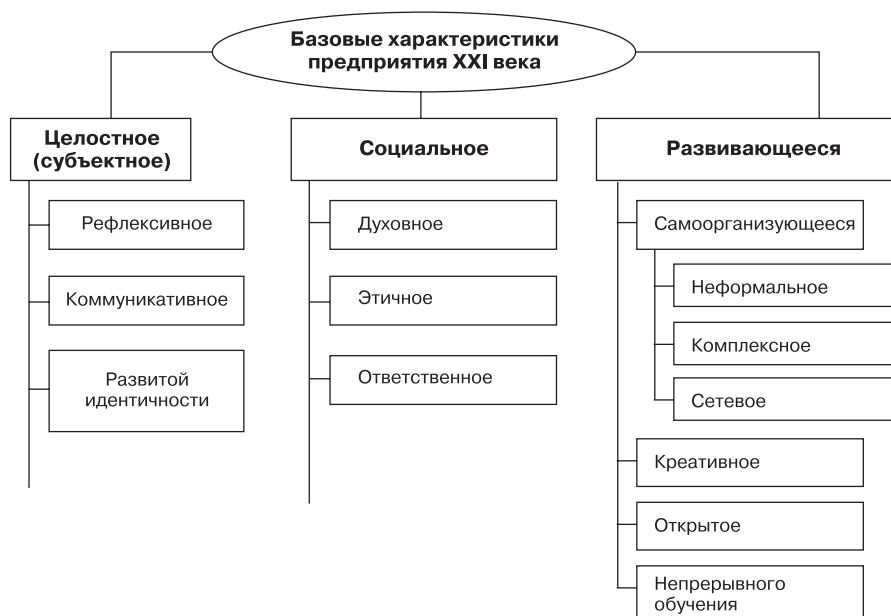 Базовые характеристики
предприятия XXI века
Целостное
(субъектное)
Рефлексивное
Коммуникативное
Развитой
идентичности
Социальное
Духовное
Этичное
Ответственное
Развивающееся
Самоорганизующееся
Неформальное
Комплексное
Сетевое
Креативное
Открытое
Непрерывного
обучения